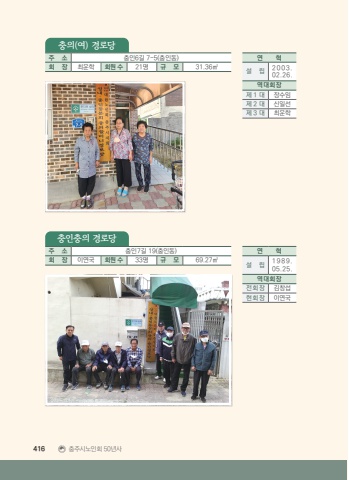 충의(여) 경로당
주 소 충인6길 7-5(충인동)
회 장 최운학 회원 수 21명 규 모 31.36㎡
연 혁
설 립 2003.
02.26.
역대회장
제1대 장수임
제2대 신일선
제3대 최운학
충인충의 경로당
주 소 충인7길 19(충인동)
회 장 이면국 회원 수 33명 규 모 69.27㎡
연 혁
설 립 1989.
05.25.
역대회장
전회장 김창섭
현회장 이면국
416 충주시노인회 50년사